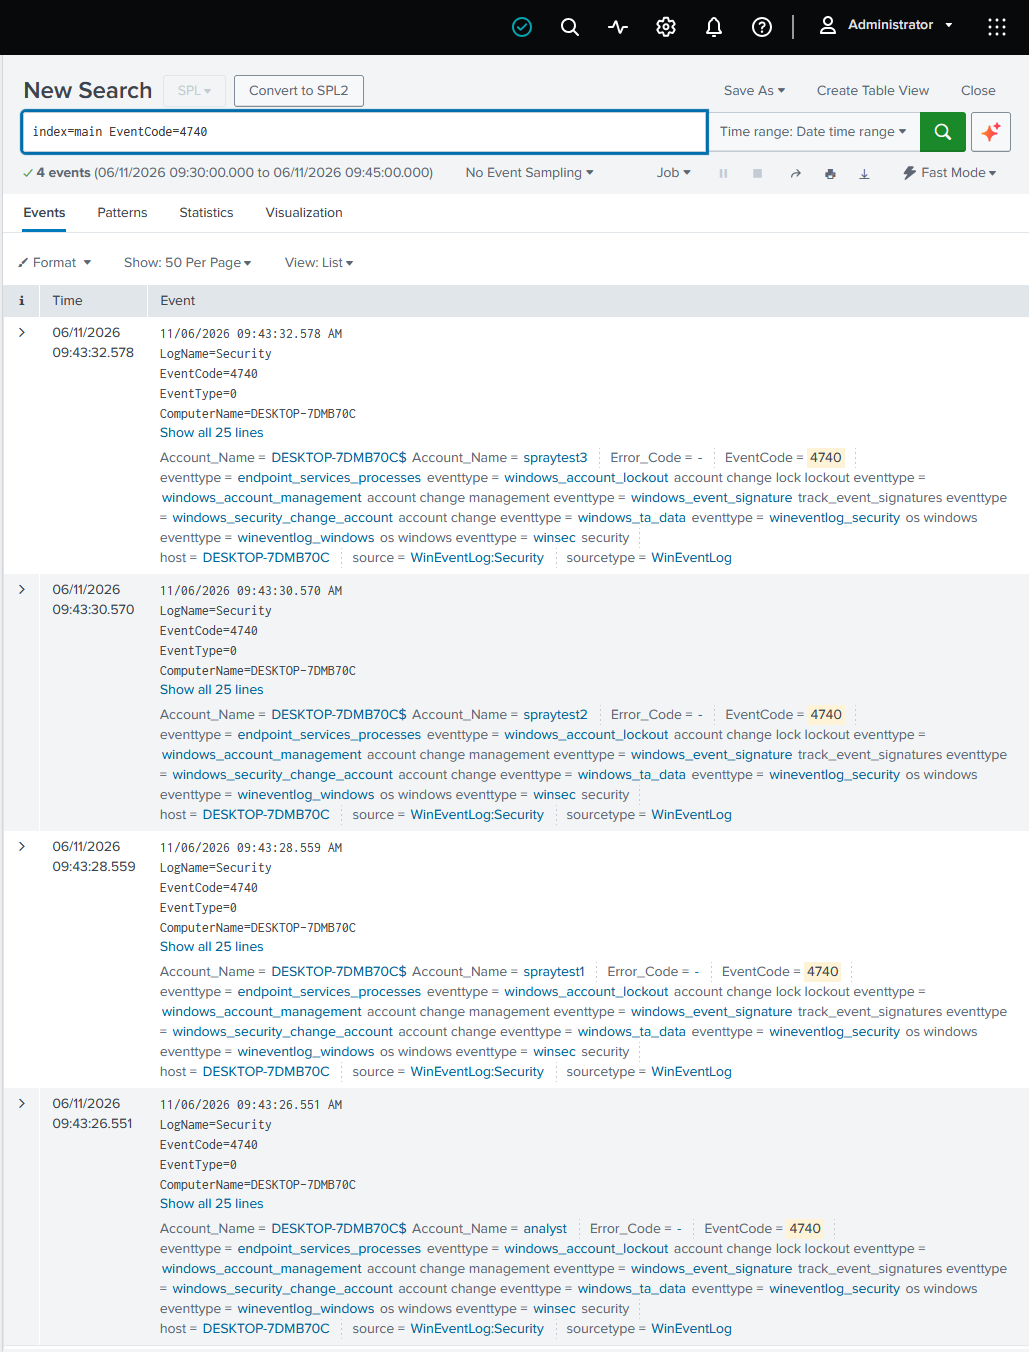 Administrator
New Search
SPL
Convert to SPL2
Save As
Create Table View
Close
index=main EventCode=4740
Time range: Date time range
4 events (06/11/2026 09:30:00.000 to 06/11/2026 09:45:00.000)
No Event Sampling
Job
Fast Mode
Events
Patterns
Statistics
Visualization
Format
Show: 50 Per Page
View: List
i
Time
Event
06/11/2026
09:43:32.578
11/06/2026 09:43:32.578 AM
LogName=Security
EventCode=4740
EventType=0
ComputerName=DESKTOP-7DMB70C
Show all 25 lines
Account_Name = DESKTOP-7DMB70C$ Account_Name = spraytest3 Error_Code = - EventCode = 4740
eventtype = endpoint_services_processes eventtype = windows_account_lockout account change lock lockout eventtype =
windows_account_management account change management eventtype = windows_event_signature track_event_signatures eventtype
= windows_security_change_account account change eventtype = windows_ta_data eventtype = wineventlog_security os windows
eventtype = wineventlog_windows os windows eventtype = winsec security
host = DESKTOP-7DMB70C source = WinEventLog:Security sourcetype = WinEventLog
06/11/2026
09:43:30.570
11/06/2026 09:43:30.570 AM
LogName=Security
EventCode=4740
EventType=0
ComputerName=DESKTOP-7DMB70C
Show all 25 lines
Account_Name = DESKTOP-7DMB70C$ Account_Name = spraytest2 Error_Code = - EventCode = 4740
eventtype = endpoint_services_processes eventtype = windows_account_lockout account change lock lockout eventtype =
windows_account_management account change management eventtype = windows_event_signature track_event_signatures eventtype
= windows_security_change_account account change eventtype = windows_ta_data eventtype = wineventlog_security os windows
eventtype = wineventlog_windows os windows eventtype = winsec security
host = DESKTOP-7DMB70C source = WinEventLog:Security sourcetype = WinEventLog
06/11/2026
09:43:28.559
11/06/2026 09:43:28.559 AM
LogName=Security
EventCode=4740
EventType=0
ComputerName=DESKTOP-7DMB70C
Show all 25 lines
Account_Name = DESKTOP-7DMB70C$ Account_Name = spraytest1 Error_Code = - EventCode = 4740
eventtype = endpoint_services_processes eventtype = windows_account_lockout account change lock lockout eventtype =
windows_account_management account change management eventtype = windows_event_signature track_event_signatures eventtype
= windows_security_change_account account change eventtype = windows_ta_data eventtype = wineventlog_security os windows
eventtype = wineventlog_windows os windows eventtype = winsec security
host = DESKTOP-7DMB70C source = WinEventLog:Security sourcetype = WinEventLog
06/11/2026
09:43:26.551
11/06/2026 09:43:26.551 AM
LogName=Security
EventCode=4740
EventType=0
ComputerName=DESKTOP-7DMB70C
Show all 25 lines
Account_Name = DESKTOP-7DMB70C$ Account_Name = analyst Error_Code = - EventCode = 4740
eventtype = endpoint_services_processes eventtype = windows_account_lockout account change lock lockout eventtype =
windows_account_management account change management eventtype = windows_event_signature track_event_signatures eventtype
= windows_security_change_account account change eventtype = windows_ta_data eventtype = wineventlog_security os windows
eventtype = wineventlog_windows os windows eventtype = winsec security
host = DESKTOP-7DMB70C source = WinEventLog:Security sourcetype = WinEventLog